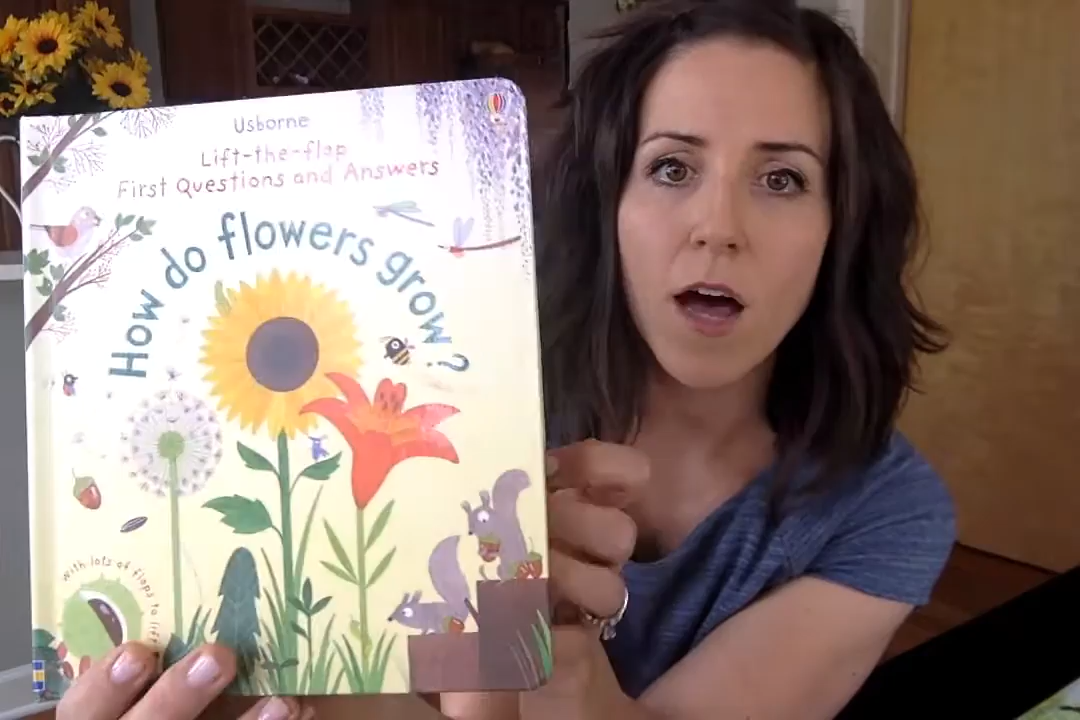 Usborne
Lift-the-flap
First Questions and Answers
How do flowers grow?
With lots of flaps to lift